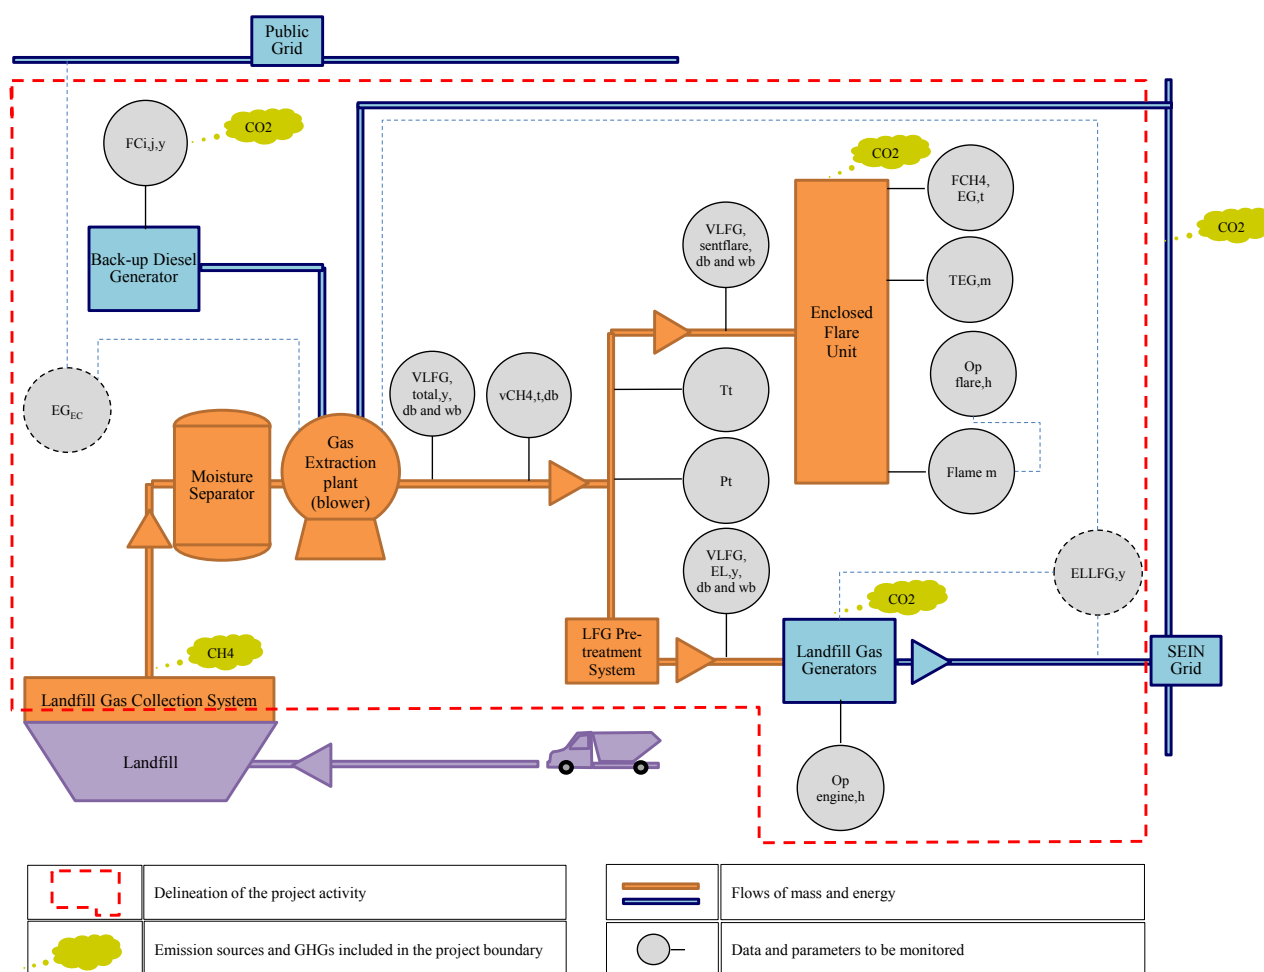 Public
Grid
FCi,j,y
CO2
CO2
FCH4,
EG,t
VLFG,
sentflare,
db and wb
CO2
Back-up Diesel
Generator
TEG,m
Enclosed
Flare
Unit
Op
flare,h
VLFG,
total,y,
db and wb
vCH4,t,db
Tt
EGEC
Gas
Extraction
plant
(blower)
Moisture
Separator
Pt
Flame m
VLFG,
EL,y,
db and wb
ELLFG,y
CO2
CH4
LFG Pre-
treatment
System
Landfill Gas
Generators
SEIN
Grid
Landfill Gas Collection System
Landfill
Op
engine,h
Delineation of the project activity
Flows of mass and energy
Emission sources and GHGs included in the project boundary
Data and parameters to be monitored